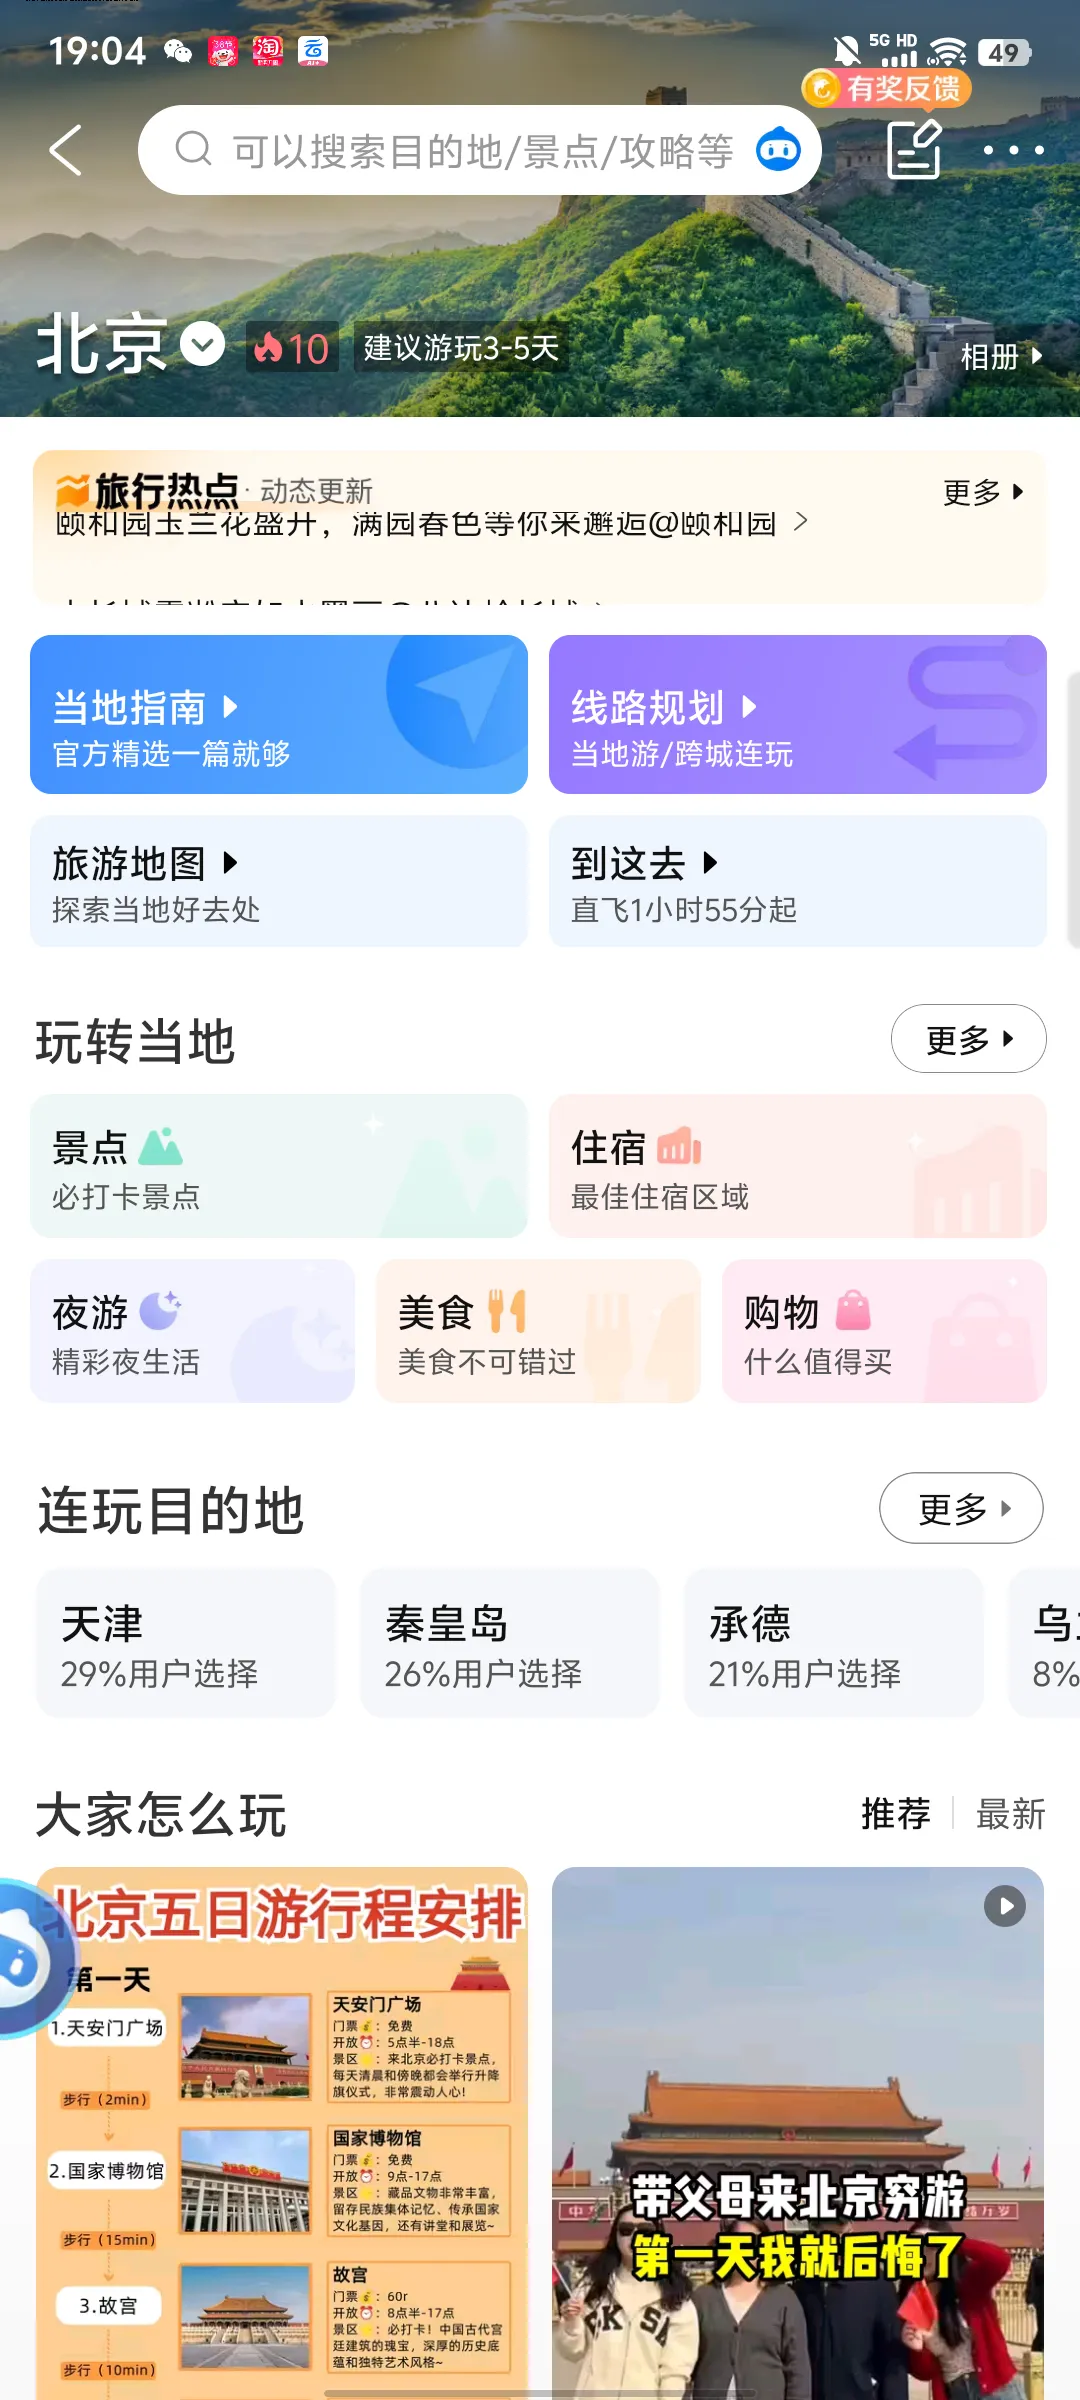 19:04
5G HD
49
有奖反馈
可以搜索目的地/景点/攻略等
北京
10
建议游玩3-5天
相册
旅行热点 · 动态更新
更多
颐和园玉兰花盛开，满园春色等你来邂逅@颐和园
当地指南
官方精选一篇就够
线路规划
当地游/跨城连玩
旅游地图
探索当地好去处
到这去
直飞1小时55分起
玩转当地
更多
景点
必打卡景点
住宿
最佳住宿区域
夜游
精彩夜生活
美食
美食不可错过
购物
什么值得买
连玩目的地
更多
天津
29%用户选择
秦皇岛
26%用户选择
承德
21%用户选择
乌
8%
大家怎么玩
推荐
最新
北京五日游行程安排
第一天
1.天安门广场
步行（2min）
天安门广场
门票💰：免费
开放⏰：5点半-18点
景区⭐：来北京必打卡景点，
每天清晨和傍晚都会举行升降
旗仪式，非常震动人心!
2.国家博物馆
步行（15min）
国家博物馆
门票💰：免费
开放⏰：9点-17点
景区⭐：藏品文物非常丰富，
留存民族集体记忆、传承国家
文化基因，还有讲堂和展览~
3.故宫
步行（10min）
故宫
门票💰：60r
开放⏰：8点半-17点
景区⭐：必打卡! 中国古代宫
廷建筑的瑰宝，深厚的历史底
蕴和独特艺术风格~
带父母来北京穷游
第一天我就后悔了